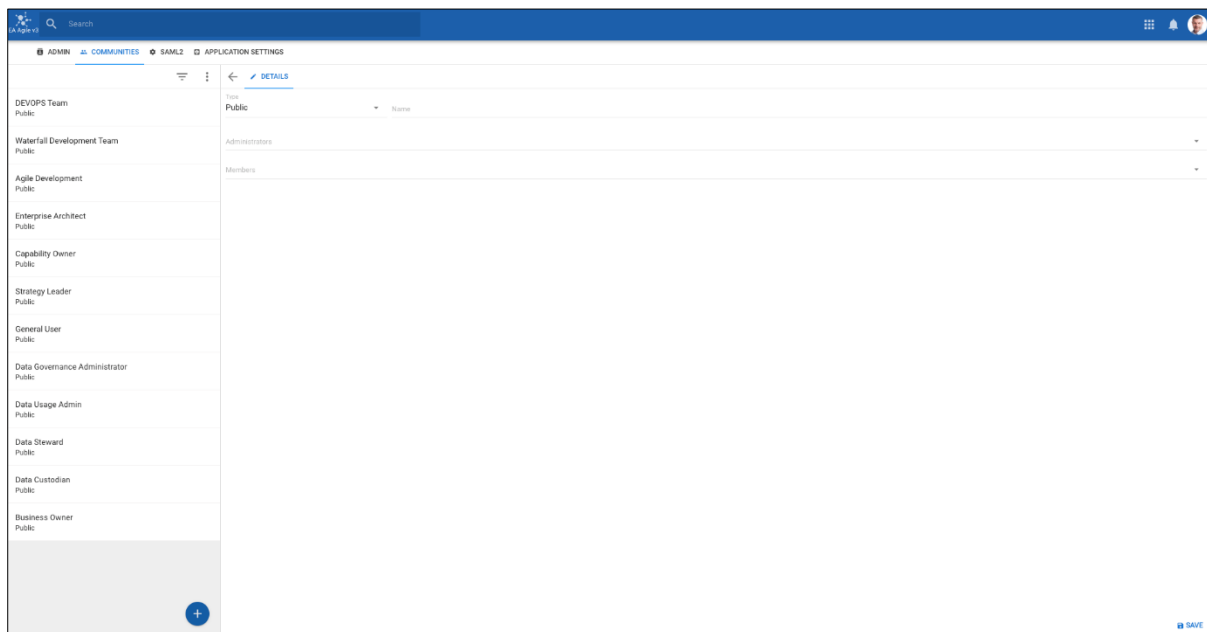 EA Agile v3
Search
ADMIN COMMUNITIES SAML2 APPLICATION SETTINGS
DETAILS
DEVOPS Team
Public
Waterfall Development Team
Public
Agile Development
Public
Enterprise Architect
Public
Capability Owner
Public
Strategy Leader
Public
General User
Public
Data Governance Administrator
Public
Data Usage Admin
Public
Data Steward
Public
Data Custodian
Public
Business Owner
Public
Type
Public
Name
Administrators
Members
SAVE